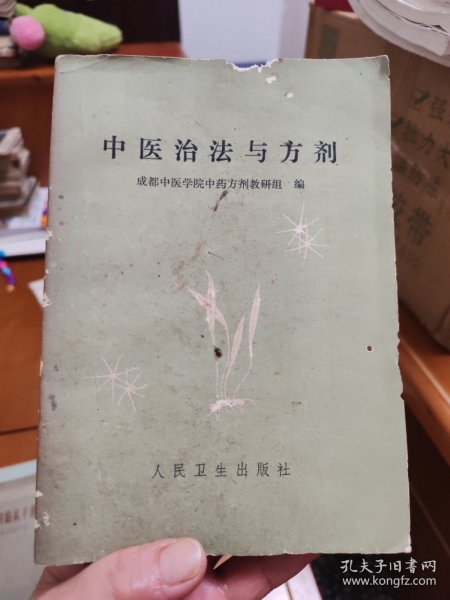 中医治法与方剂
成都中医学院中药方剂教研组 编
人民卫生出版社
孔夫子旧书网
www.kongfz.com